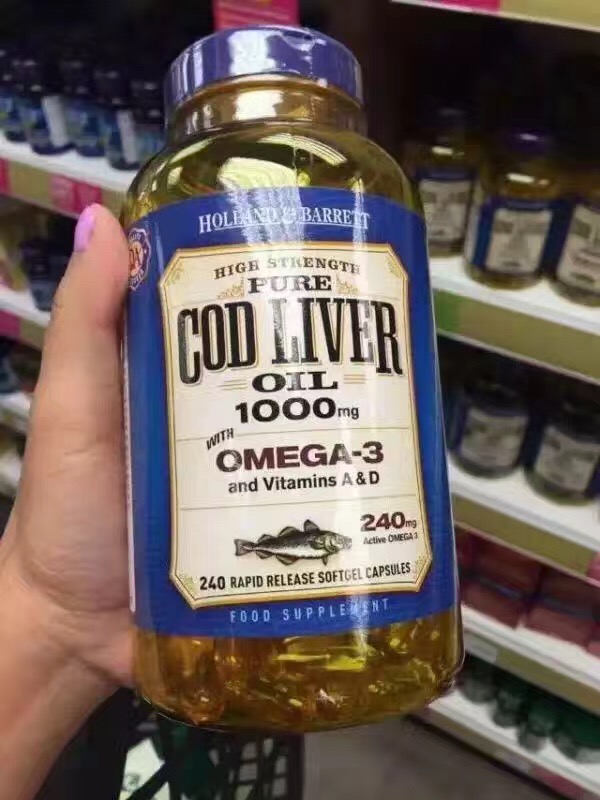 HOLLAND & BARRETT
HIGH STRENGTH
PURE
COD LIVER
OIL
1000mg
WITH
OMEGA-3
and Vitamins A & D
240mg
Active OMEGA 3
240 RAPID RELEASE SOFTGEL CAPSULES
FOOD SUPPLEMENT